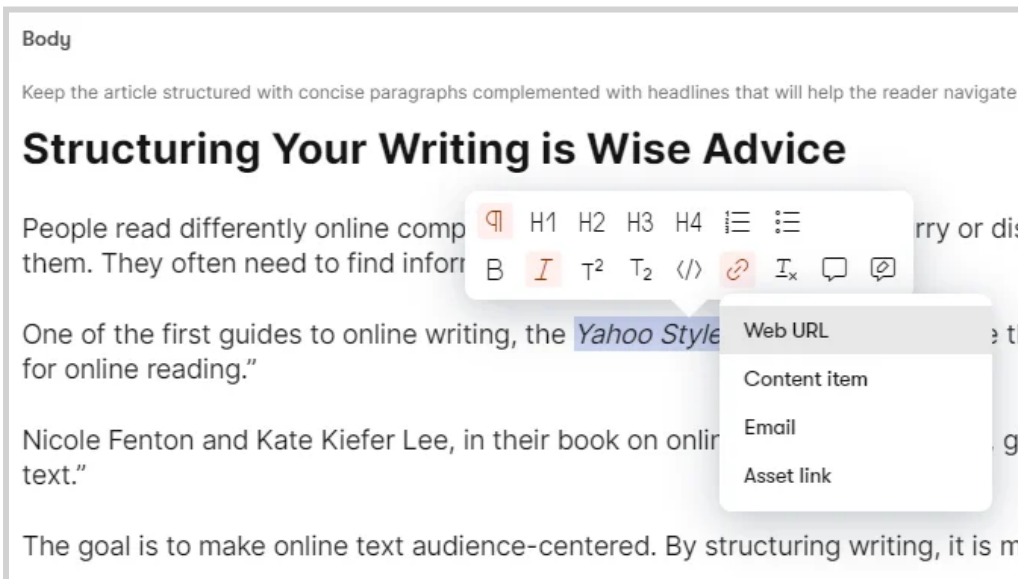 Body
Keep the article structured with concise paragraphs complemented with headlines that will help the reader navigate
Structuring Your Writing is Wise Advice
¶ H1 H2 H3 H4
People read differently online comp rry or dis
B I T² T₂ </> Tx
them. They often need to find inform
One of the first guides to online writing, the Yahoo Style e th
Web URL
for online reading.”
Content item
Email
Nicole Fenton and Kate Kiefer Lee, in their book on onlin , g
Asset link
text.”
The goal is to make online text audience-centered. By structuring writing, it is m